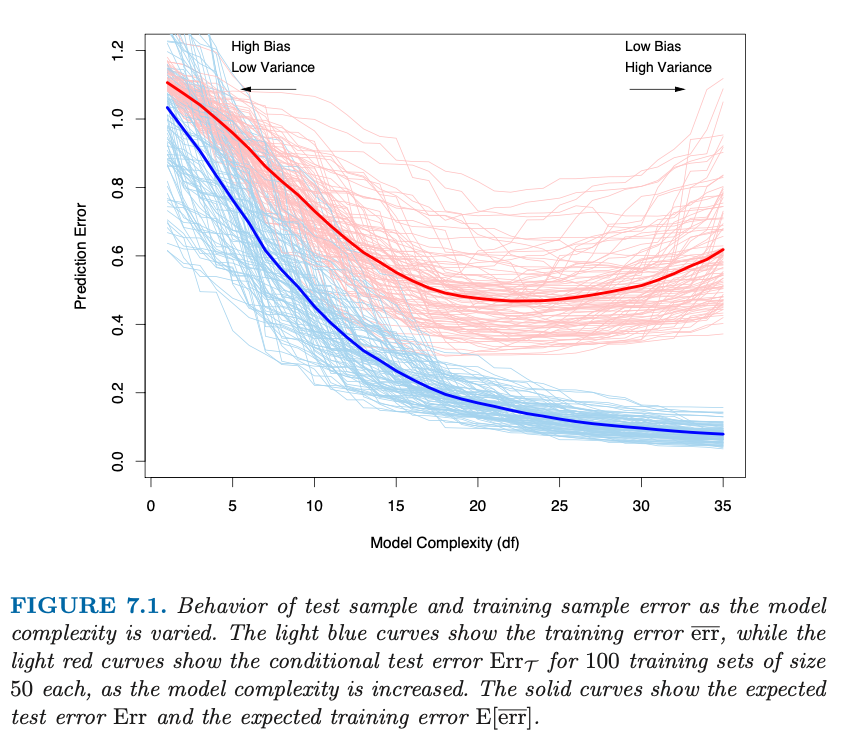 High Bias
Low Variance
Low Bias
High Variance
Prediction Error
1.2
1.0
0.8
0.6
0.4
0.2
0.0
0 5 10 15 20 25 30 35
Model Complexity (df)
FIGURE 7.1. Behavior of test sample and training sample error as the model
complexity is varied. The light blue curves show the training error e̅r̅r̅, while the
light red curves show the conditional test error Err𝒯 for 100 training sets of size
50 each, as the model complexity is increased. The solid curves show the expected
test error Err and the expected training error E[e̅r̅r̅].